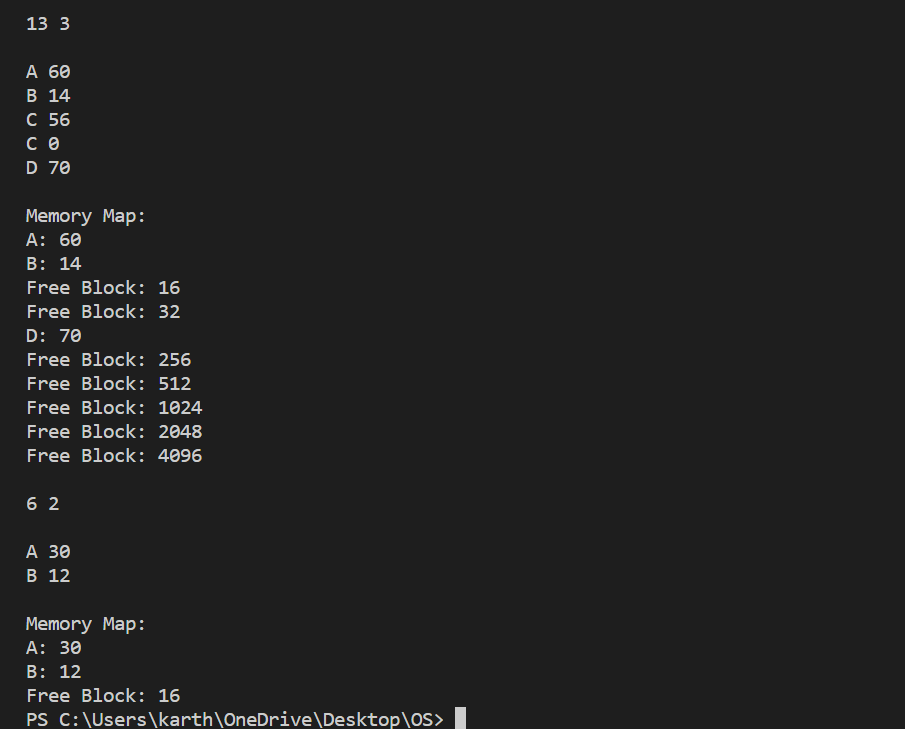 13 3
A 60
B 14
C 56
C 0
D 70
Memory Map:
A: 60
B: 14
Free Block: 16
Free Block: 32
D: 70
Free Block: 256
Free Block: 512
Free Block: 1024
Free Block: 2048
Free Block: 4096
6 2
A 30
B 12
Memory Map:
A: 30
B: 12
Free Block: 16
PS C:\Users\karth\OneDrive\Desktop\OS>